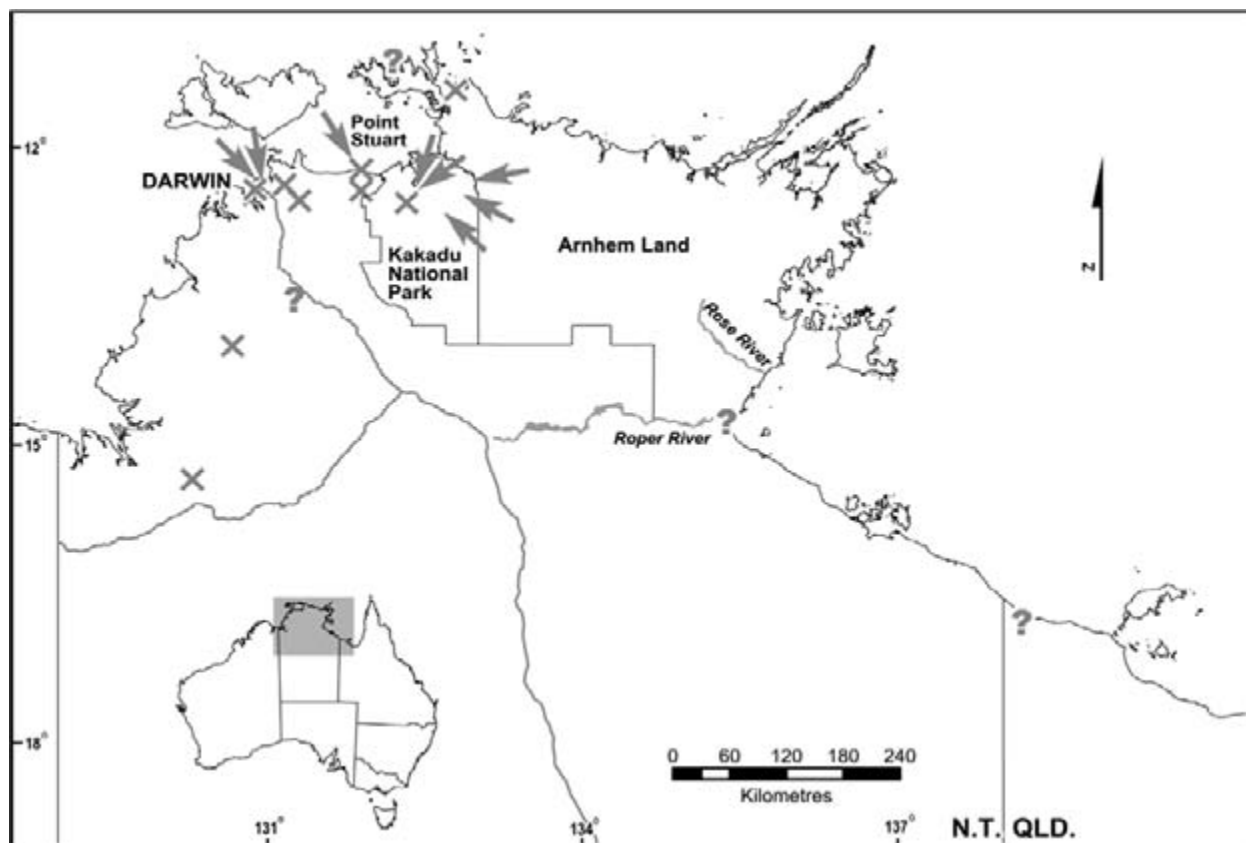 ?
Point
Stuart
12°
DARWIN
Kakadu
National
Park
Arnhem Land
N
?
Rose River
?
15°
Roper River
?
18°
0 60 120 180 240
Kilometres
131°
134°
137°
N.T. QLD.